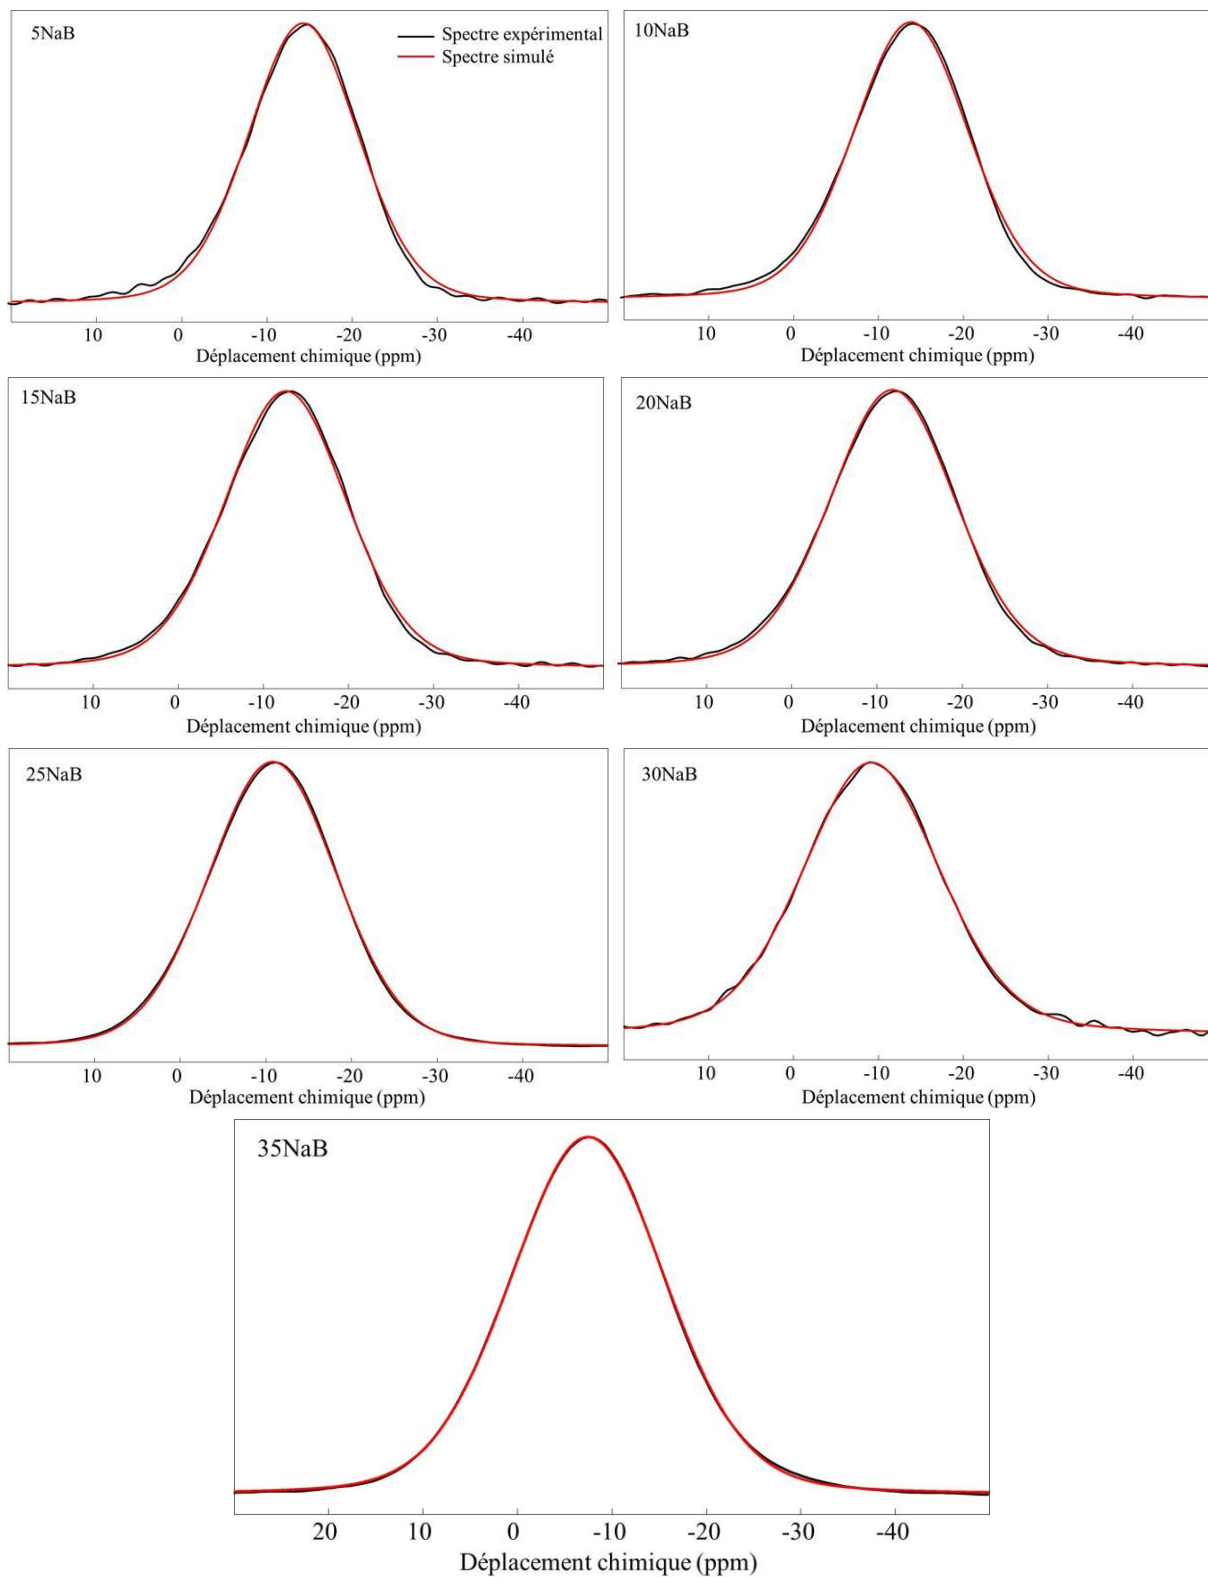 5NaB
Spectre expérimental
Spectre simulé
10 0 -10 -20 -30 -40
Déplacement chimique (ppm)
10NaB
10 0 -10 -20 -30 -40
Déplacement chimique (ppm)
15NaB
10 0 -10 -20 -30 -40
Déplacement chimique (ppm)
20NaB
10 0 -10 -20 -30 -40
Déplacement chimique (ppm)
25NaB
10 0 -10 -20 -30 -40
Déplacement chimique (ppm)
30NaB
10 0 -10 -20 -30 -40
Déplacement chimique (ppm)
35NaB
20 10 0 -10 -20 -30 -40
Déplacement chimique (ppm)